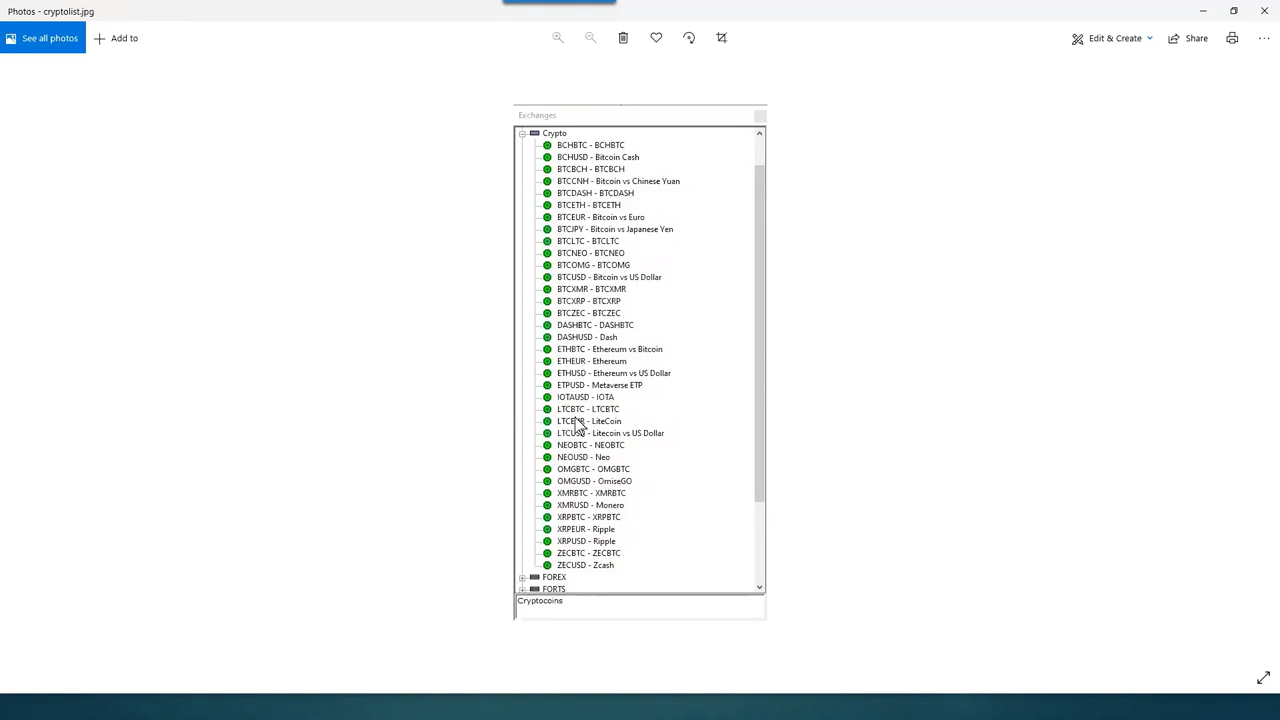 Photos - cryptolist.jpg
See all photos
Add to
Edit & Create
Share
Exchanges
Crypto
BCHBTC - BCHBTC
BCHUSD - Bitcoin Cash
BTCBCH - BTCBCH
BTCCNH - Bitcoin vs Chinese Yuan
BTCDASH - BTCDASH
BTCETH - BTCETH
BTCEUR - Bitcoin vs Euro
BTCJPY - Bitcoin vs Japanese Yen
BTCLTC - BTCLTC
BTCNEO - BTCNEO
BTCOMG - BTCOMG
BTCUSD - Bitcoin vs US Dollar
BTCXMR - BTCXMR
BTCXRP - BTCXRP
BTCZEC - BTCZEC
DASHBTC - DASHBTC
DASHUSD - Dash
ETHBTC - Ethereum vs Bitcoin
ETHEUR - Ethereum
ETHUSD - Ethereum vs US Dollar
ETPUSD - Metaverse ETP
IOTAUSD - IOTA
LTCBTC - LTCBTC
LTCEUR - LiteCoin
LTCUSD - Litecoin vs US Dollar
NEOBTC - NEOBTC
NEOUSD - Neo
OMGBTC - OMGBTC
OMGUSD - OmiseGO
XMRBTC - XMRBTC
XMRUSD - Monero
XRPBTC - XRPBTC
XRPEUR - Ripple
XRPUSD - Ripple
ZECBTC - ZECBTC
ZECUSD - Zcash
FOREX
FORTS
Cryptocoins